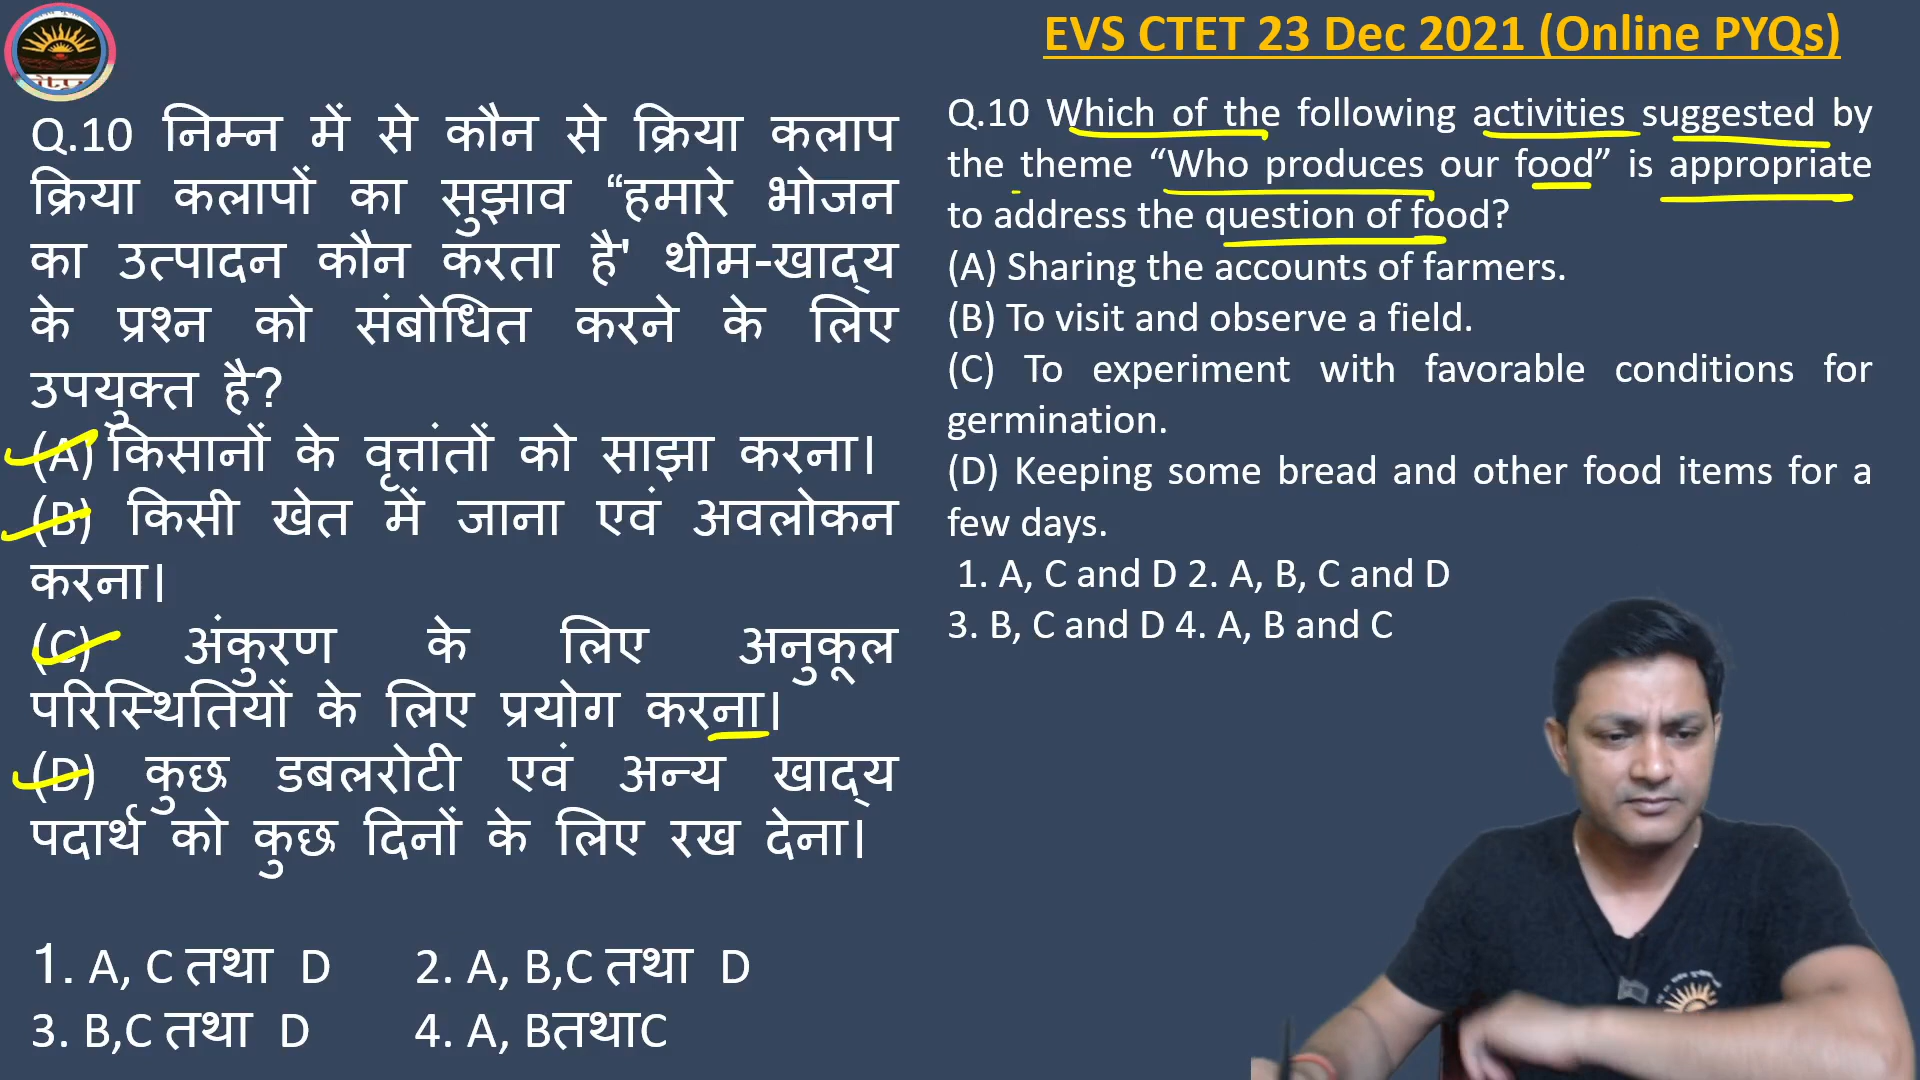 EVS CTET 23 Dec 2021 (Online PYQs)
Q.10 निम्न में से कौन से क्रिया कलाप
क्रिया कलापों का सुझाव “हमारे भोजन
का उत्पादन कौन करता है' थीम-खाद्य
के प्रश्न को संबोधित करने के लिए
उपयुक्त है?
(A) किसानों के वृत्तांतों को साझा करना।
(B) किसी खेत में जाना एवं अवलोकन
करना।
(C) अंकुरण के लिए अनुकूल
परिस्थितियों के लिए प्रयोग करना।
(D) कुछ डबलरोटी एवं अन्य खाद्य
पदार्थ को कुछ दिनों के लिए रख देना।
1. A, C तथा D 2. A, B,C तथा D
3. B,C तथा D 4. A, BतथाC
Q.10 Which of the following activities suggested by
the theme “Who produces our food” is appropriate
to address the question of food?
(A) Sharing the accounts of farmers.
(B) To visit and observe a field.
(C) To experiment with favorable conditions for
germination.
(D) Keeping some bread and other food items for a
few days.
1. A, C and D 2. A, B, C and D
3. B, C and D 4. A, B and C